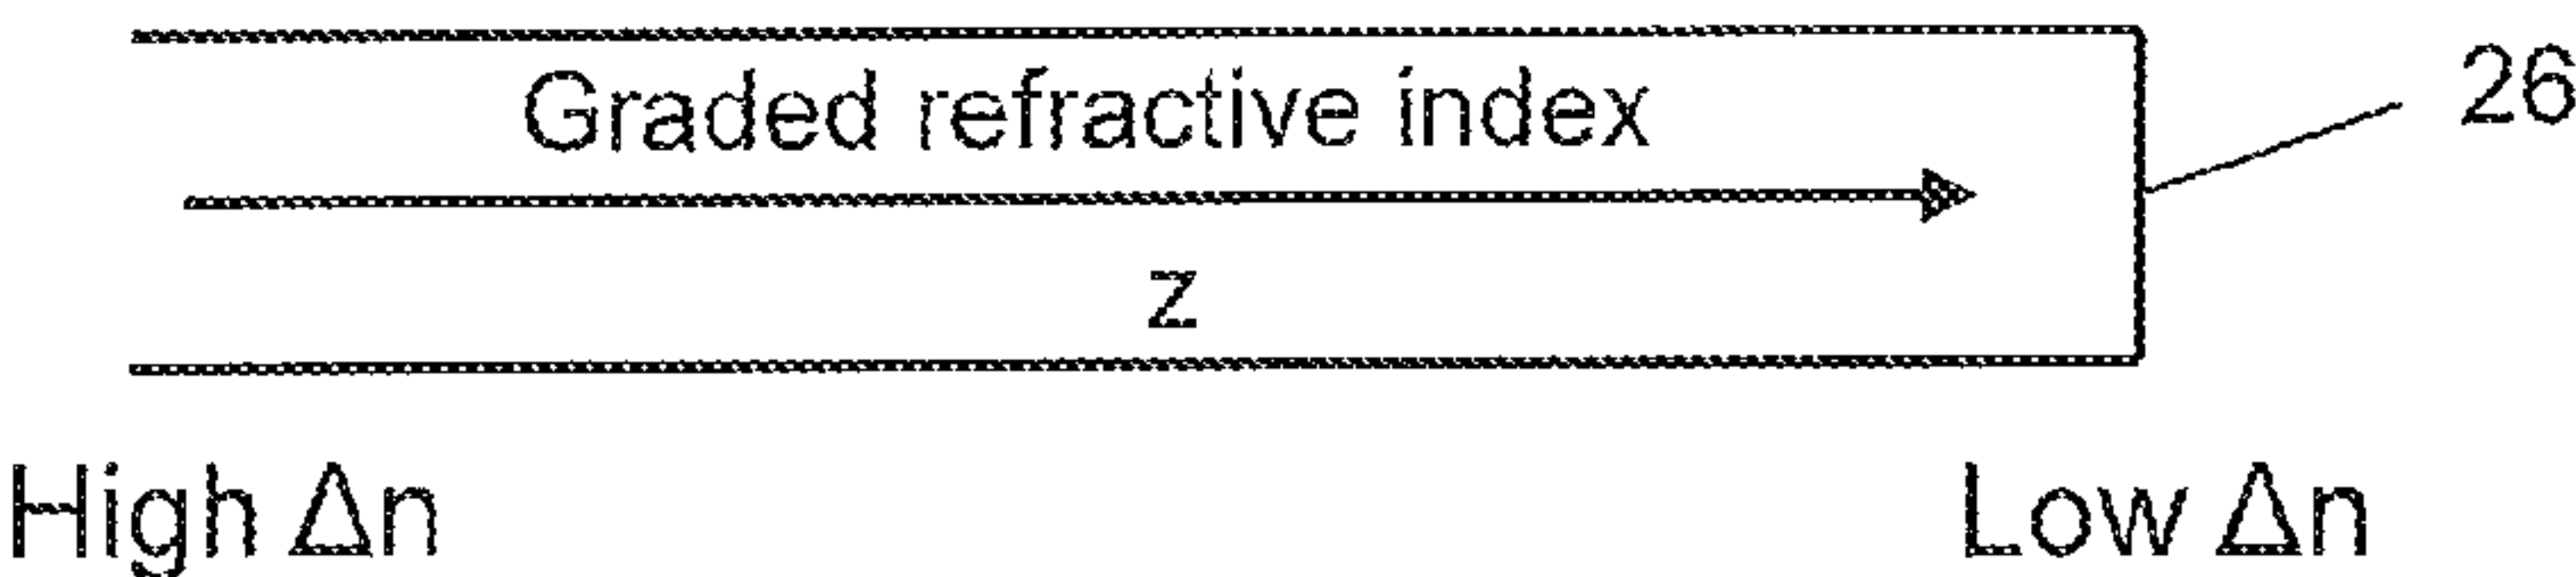 Graded refractive index
26
z
High Δn
Low Δn